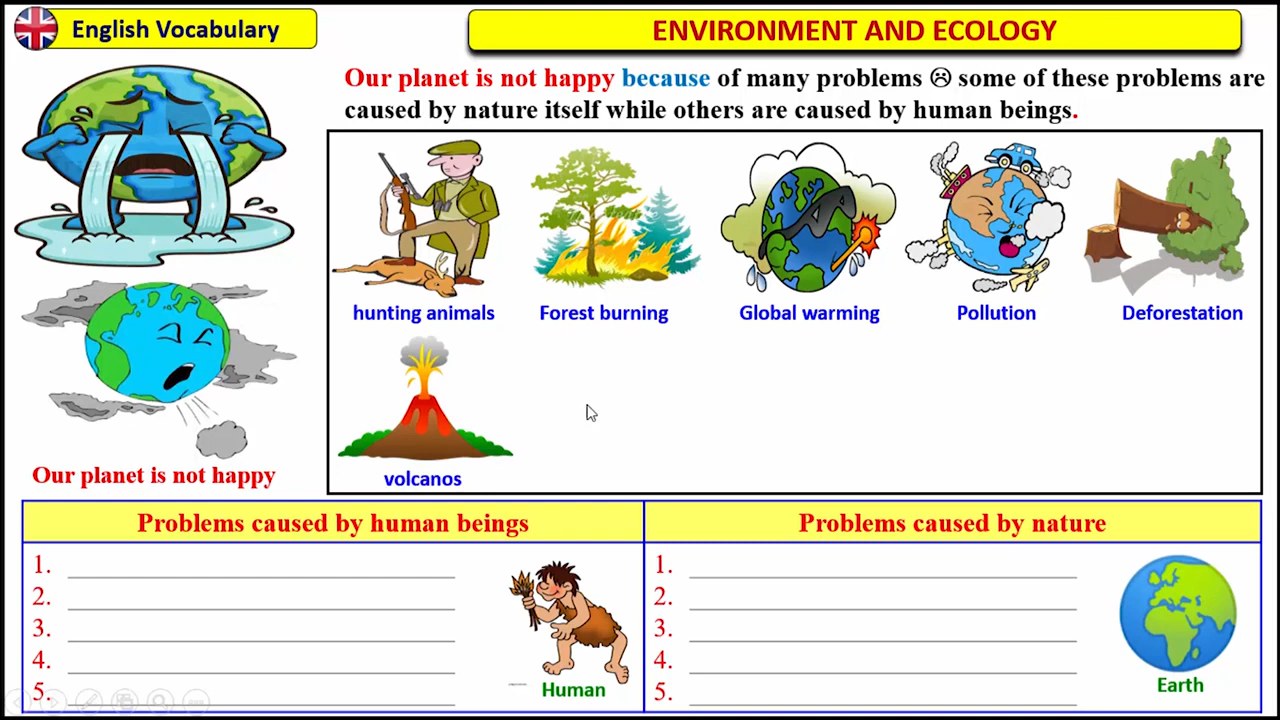 English Vocabulary
ENVIRONMENT AND ECOLOGY
Our planet is not happy because of many problems ☹ some of these problems are
caused by nature itself while others are caused by human beings.
hunting animals
Forest burning
Global warming
Pollution
Deforestation
volcanos
Our planet is not happy
Problems caused by human beings
Problems caused by nature
1.
2.
3.
4.
5.
Human
1.
2.
3.
4.
5.
Earth